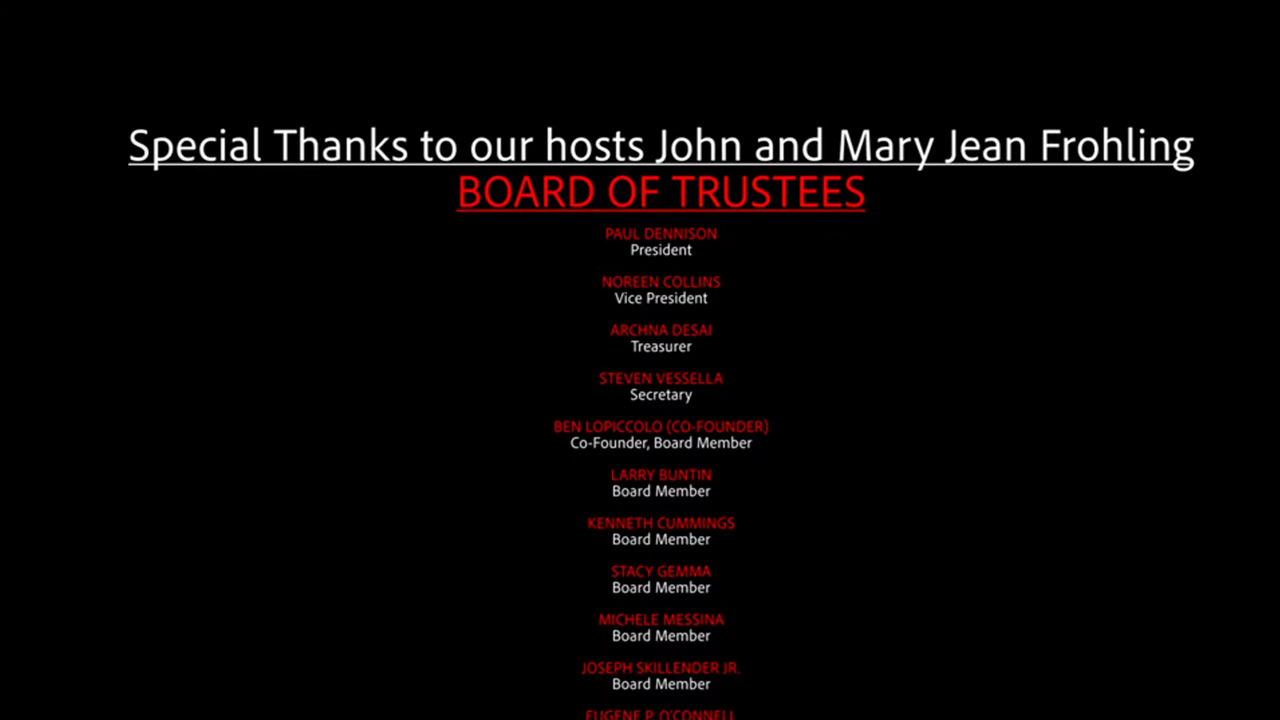 Special Thanks to our hosts John and Mary Jean Frohling
BOARD OF TRUSTEES
PAUL DENNISON
President
NOREEN COLLINS
Vice President
ARCHNA DESAI
Treasurer
STEVEN VESSELLA
Secretary
BEN LOPICCOLO (CO-FOUNDER)
Co-Founder, Board Member
LARRY BUNTIN
Board Member
KENNETH CUMMINGS
Board Member
STACY GEMMA
Board Member
MICHELE MESSINA
Board Member
JOSEPH SKILLENDER JR.
Board Member
EUGENE P. O'CONNELL